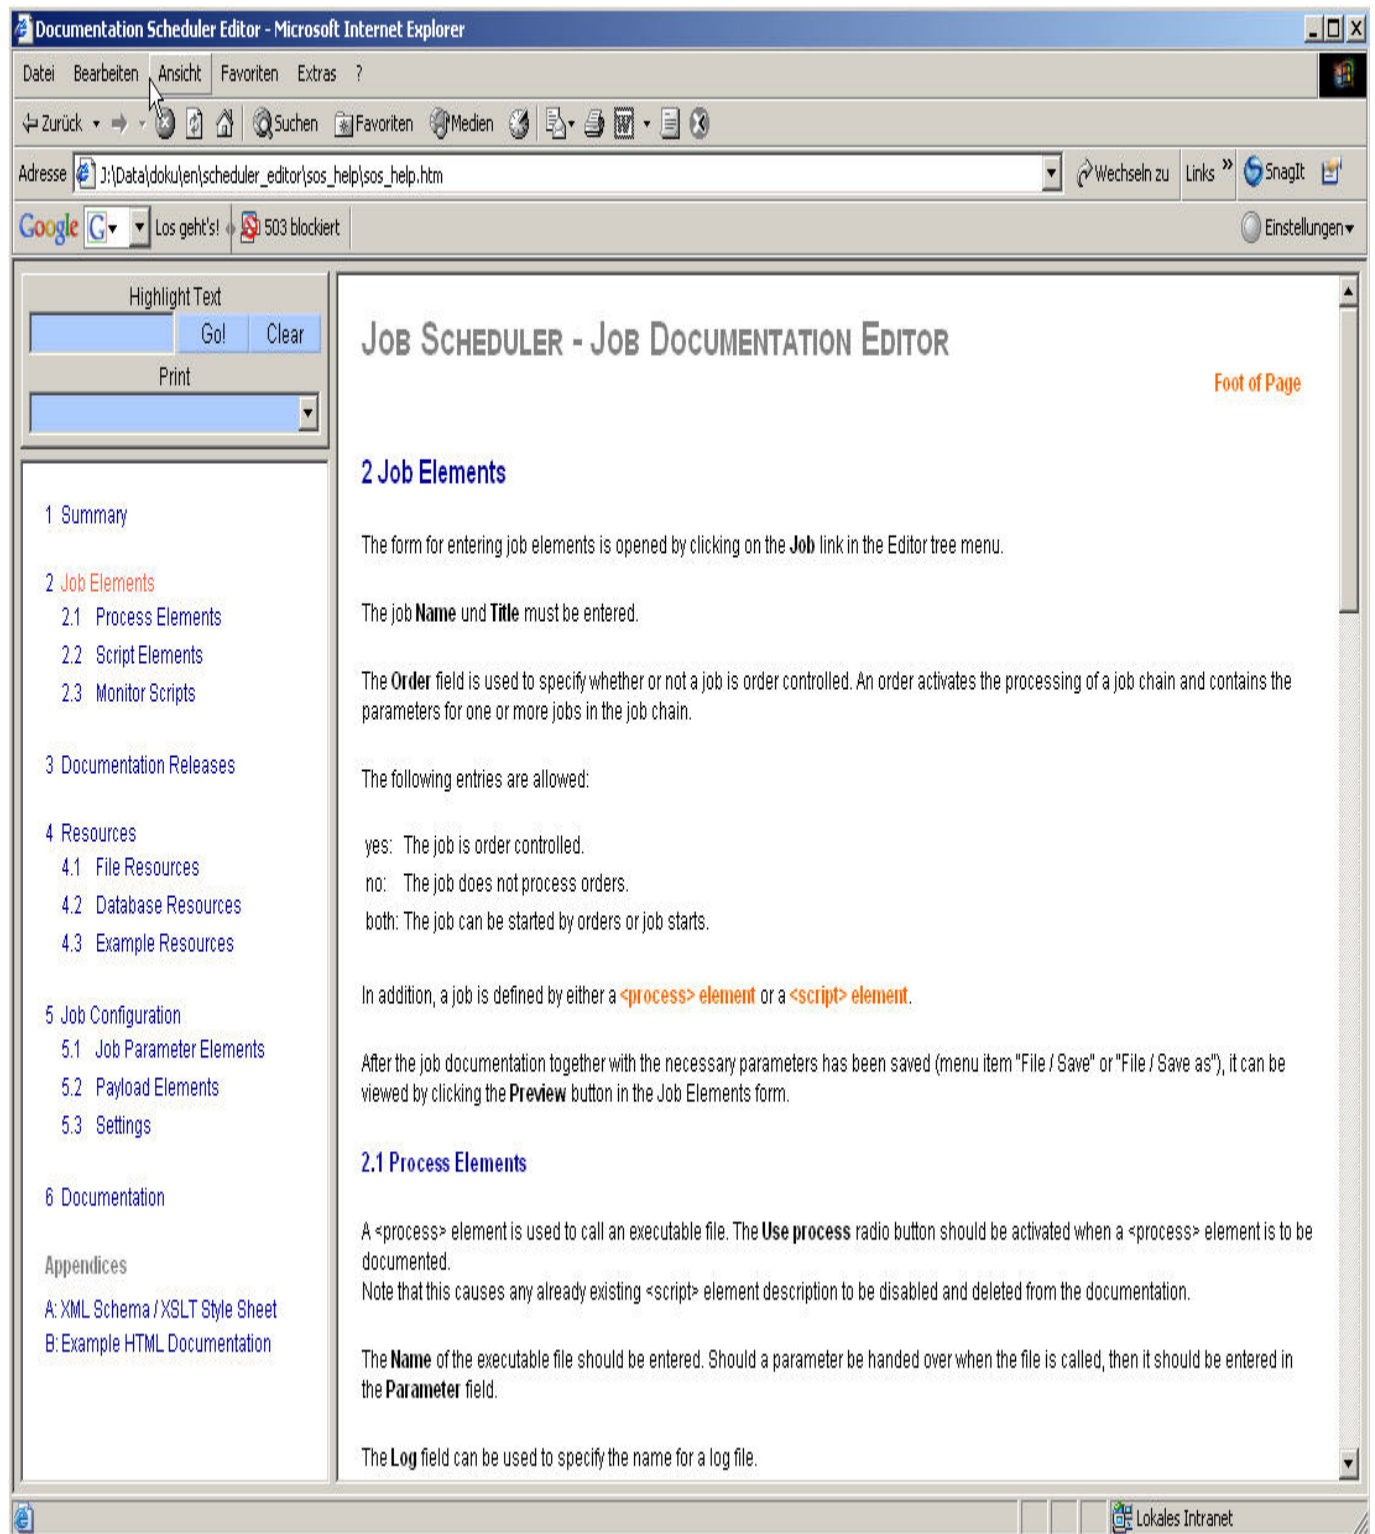 Documentation Scheduler Editor - Microsoft Internet Explorer
Datei Bearbeiten Ansicht Favoriten Extras ?
Zurück Suchen Favoriten Medien
Adresse J:\Data\doku\en\scheduler_editor\sos_help\sos_help.htm Wechseln zu Links » SnagIt
Google G Los geht's! 503 blockiert Einstellungen
Highlight Text
Go! Clear
Print
1 Summary
2 Job Elements
2.1 Process Elements
2.2 Script Elements
2.3 Monitor Scripts
3 Documentation Releases
4 Resources
4.1 File Resources
4.2 Database Resources
4.3 Example Resources
5 Job Configuration
5.1 Job Parameter Elements
5.2 Payload Elements
5.3 Settings
6 Documentation
Appendices
A: XML Schema / XSLT Style Sheet
B: Example HTML Documentation
JOB SCHEDULER - JOB DOCUMENTATION EDITOR
Foot of Page
2 Job Elements
The form for entering job elements is opened by clicking on the Job link in the Editor tree menu.
The job Name und Title must be entered.
The Order field is used to specify whether or not a job is order controlled. An order activates the processing of a job chain and contains the
parameters for one or more jobs in the job chain.
The following entries are allowed:
yes: The job is order controlled.
no: The job does not process orders.
both: The job can be started by orders or job starts.
In addition, a job is defined by either a <process> element or a <script> element.
After the job documentation together with the necessary parameters has been saved (menu item "File / Save" or "File / Save as"), it can be
viewed by clicking the Preview button in the Job Elements form.
2.1 Process Elements
A <process> element is used to call an executable file. The Use process radio button should be activated when a <process> element is to be
documented.
Note that this causes any already existing <script> element description to be disabled and deleted from the documentation.
The Name of the executable file should be entered. Should a parameter be handed over when the file is called, then it should be entered in
the Parameter field.
The Log field can be used to specify the name for a log file.
Lokales Intranet